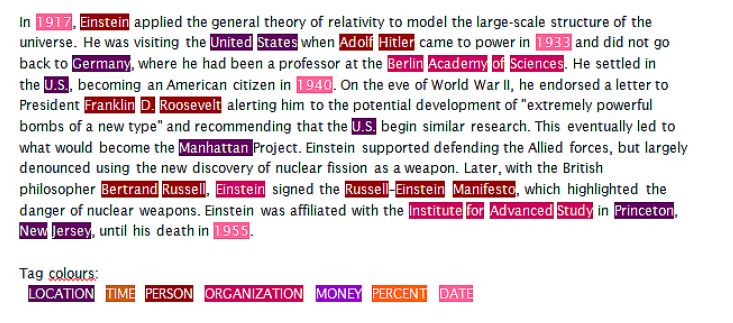 In 1917, Einstein applied the general theory of relativity to model the large-scale structure of the
universe. He was visiting the United States when Adolf Hitler came to power in 1933 and did not go
back to Germany, where he had been a professor at the Berlin Academy of Sciences. He settled in
the U.S., becoming an American citizen in 1940. On the eve of World War II, he endorsed a letter to
President Franklin D. Roosevelt alerting him to the potential development of "extremely powerful
bombs of a new type" and recommending that the U.S. begin similar research. This eventually led to
what would become the Manhattan Project. Einstein supported defending the Allied forces, but largely
denounced using the new discovery of nuclear fission as a weapon. Later, with the British
philosopher Bertrand Russell, Einstein signed the Russell-Einstein Manifesto, which highlighted the
danger of nuclear weapons. Einstein was affiliated with the Institute for Advanced Study in Princeton,
New Jersey, until his death in 1955.
Tag colours:
LOCATION TIME PERSON ORGANIZATION MONEY PERCENT DATE